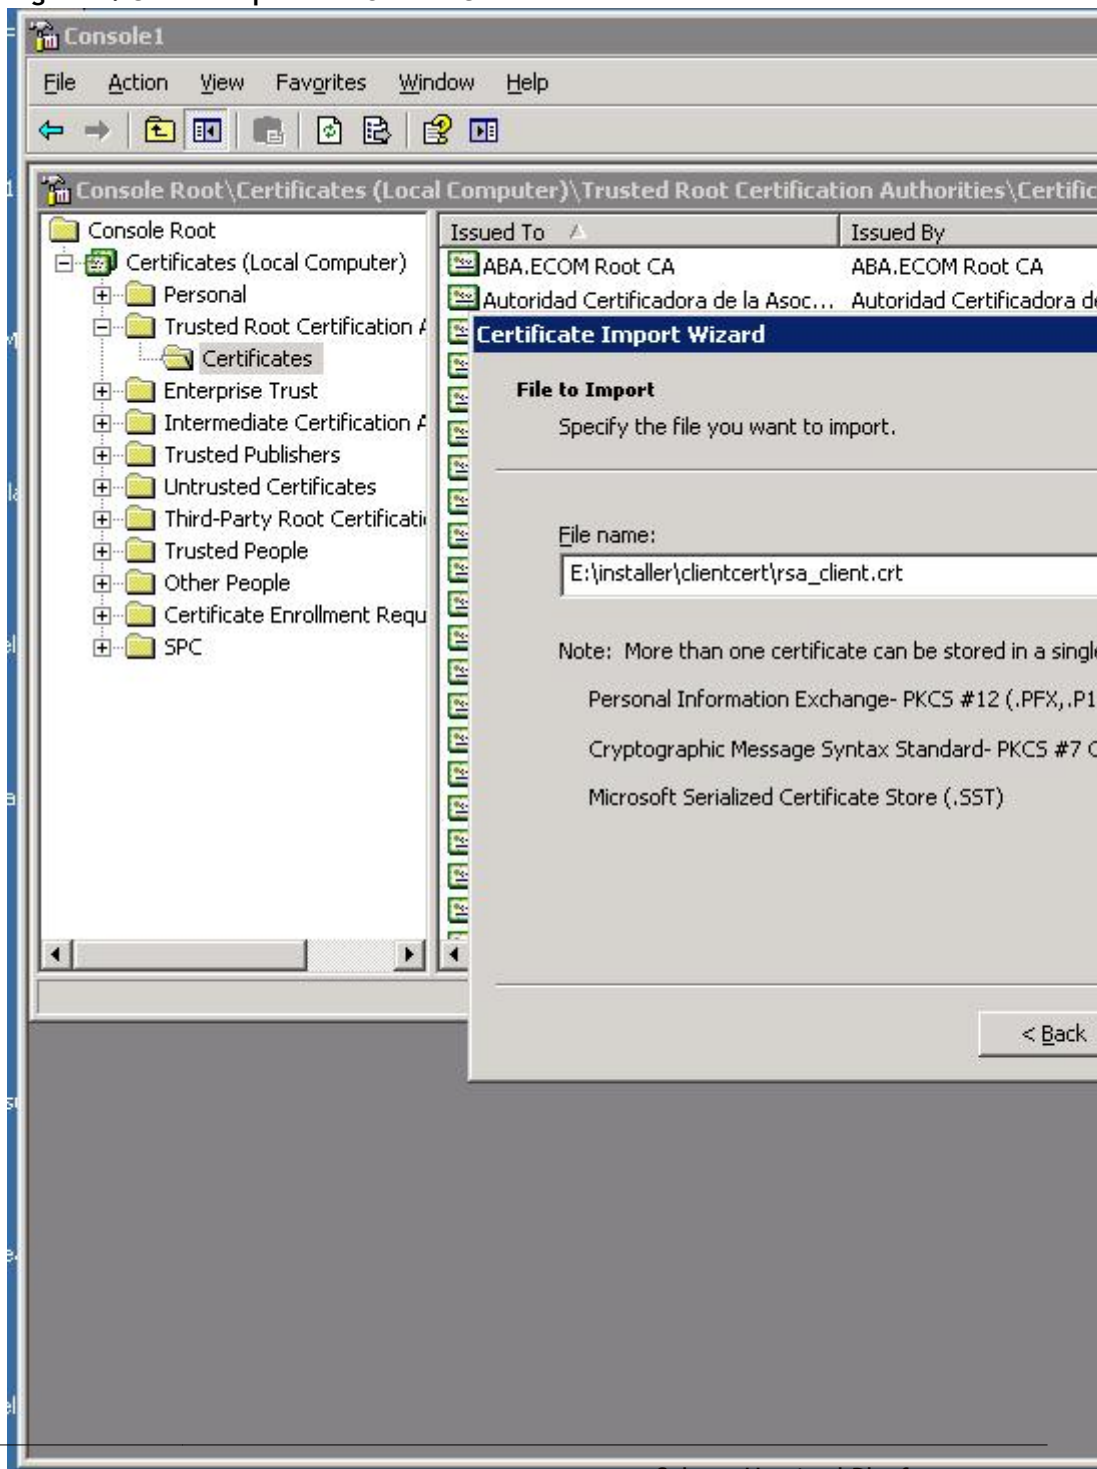 Console1
File Action View Favorites Window Help
Console Root\Certificates (Local Computer)\Trusted Root Certification Authorities\Certific
Console Root
Certificates (Local Computer)
Personal
Trusted Root Certification
Certificates
Enterprise Trust
Intermediate Certification
Trusted Publishers
Untrusted Certificates
Third-Party Root Certificati
Trusted People
Other People
Certificate Enrollment Requ
SPC
Issued To Issued By
ABA.ECOM Root CA ABA.ECOM Root CA
Autoridad Certificadora de la Asoc... Autoridad Certificadora de
Certificate Import Wizard
File to Import
Specify the file you want to import.
File name:
E:\installer\clientcert\rsa_client.crt
Note: More than one certificate can be stored in a single
Personal Information Exchange- PKCS #12 (.PFX,.P1
Cryptographic Message Syntax Standard- PKCS #7
Microsoft Serialized Certificate Store (.SST)
< Back